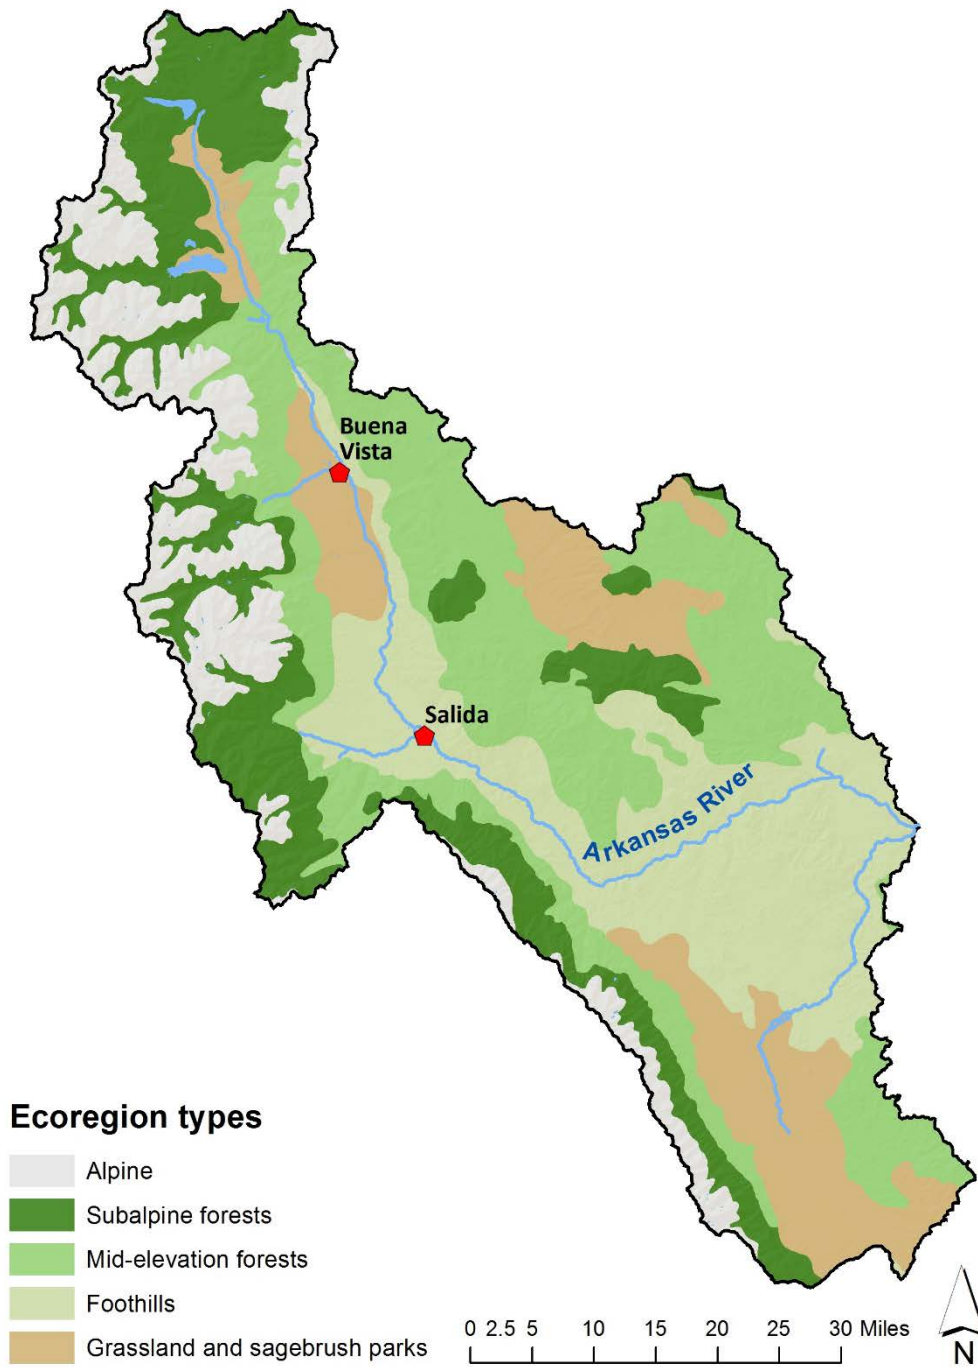 Buena
Vista
Salida
Arkansas River
Ecoregion types
Alpine
Subalpine forests
Mid-elevation forests
Foothills
Grassland and sagebrush parks
0 2.5 5 10 15 20 25 30 Miles
N